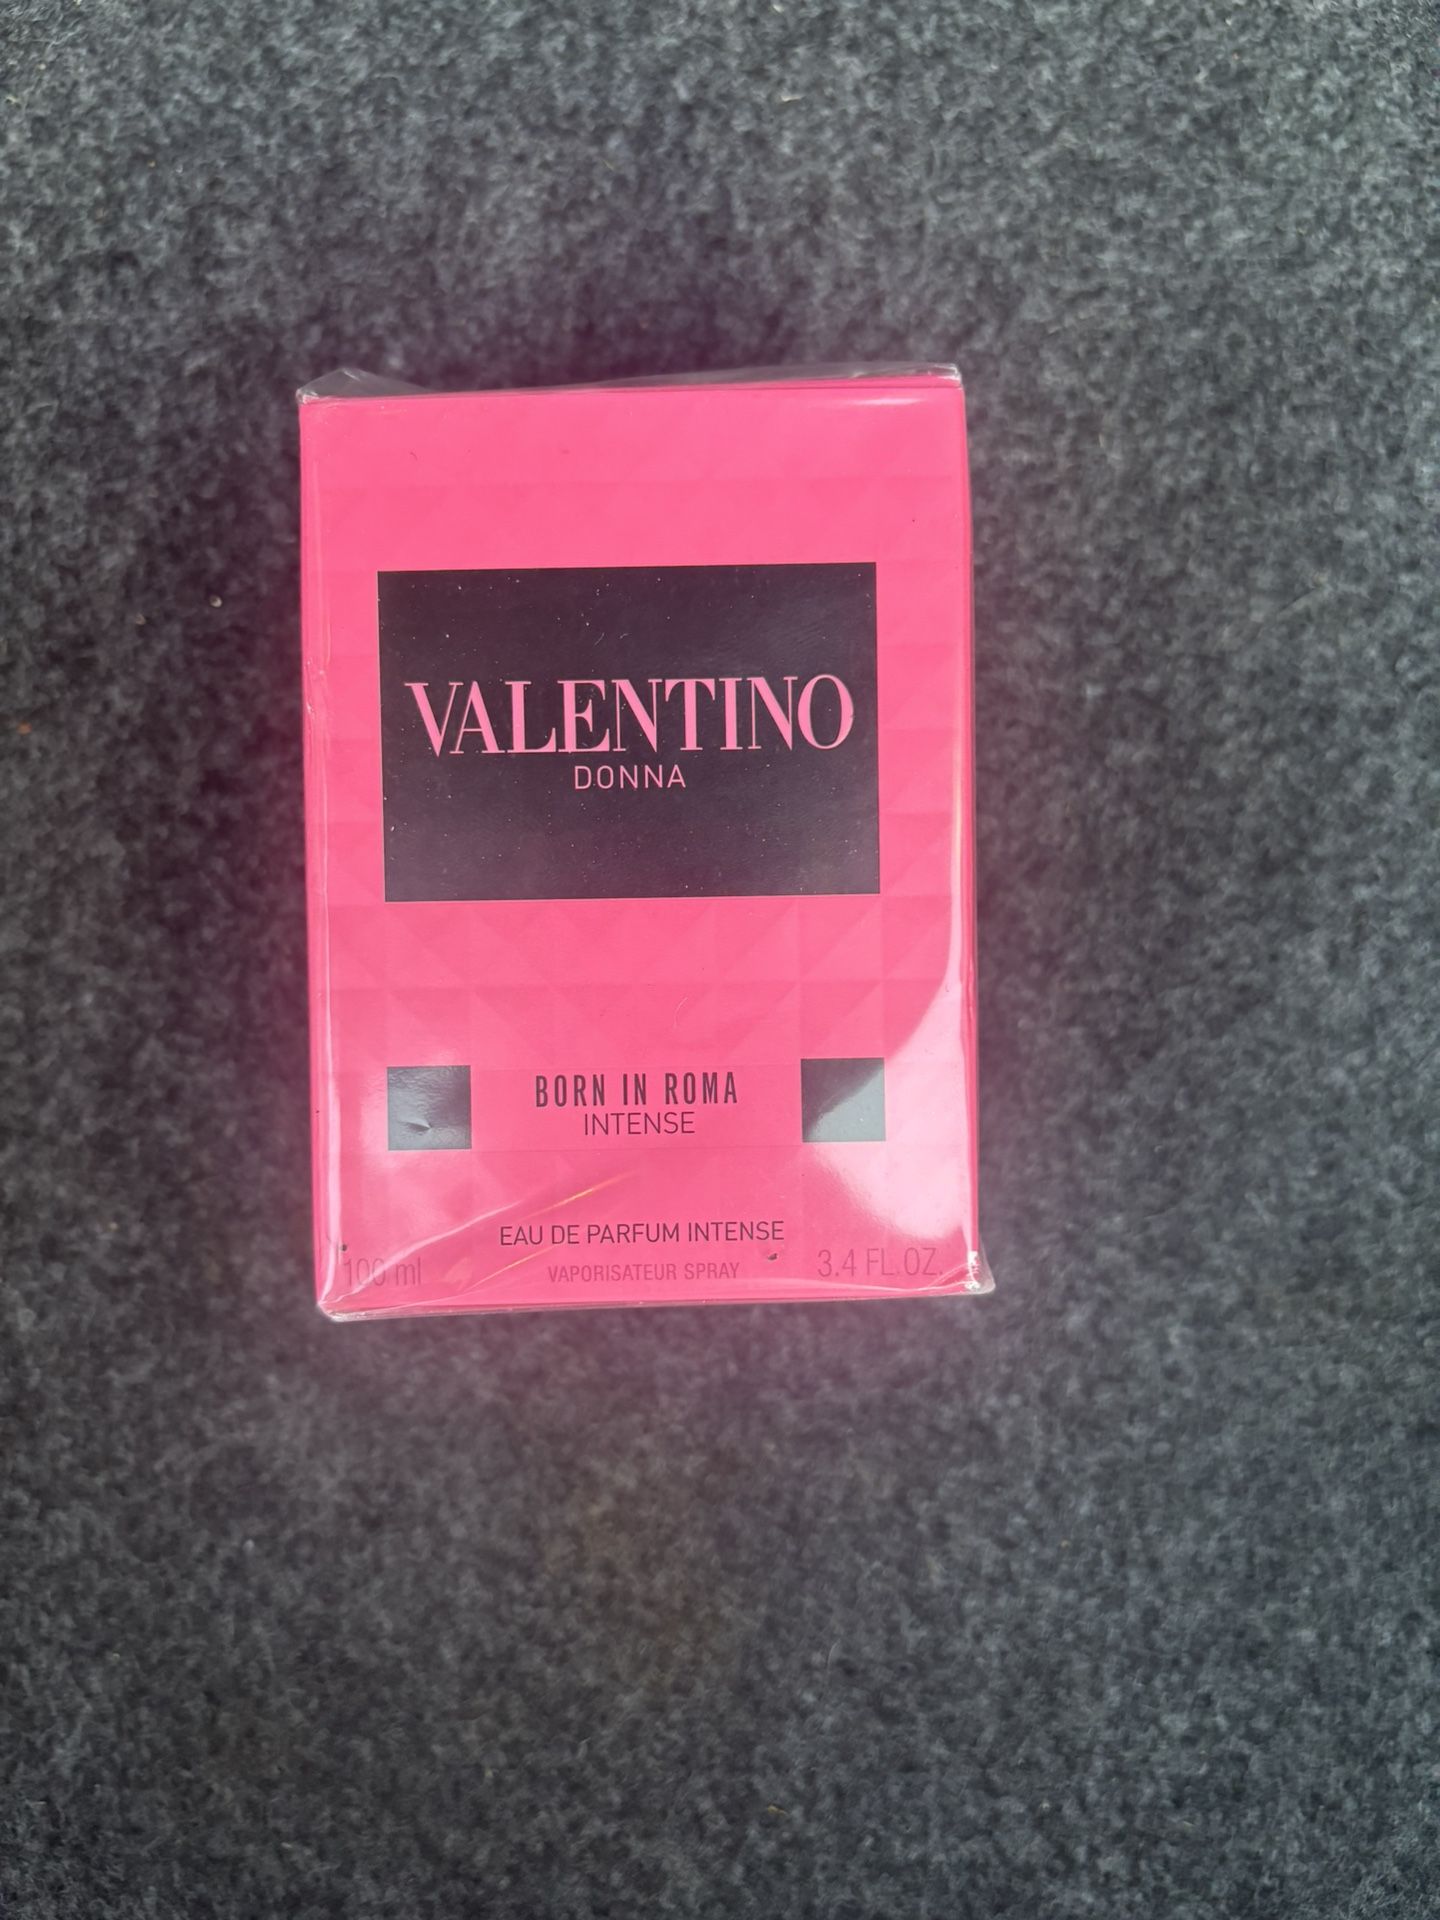 VALENTINO
DONNA
BORN IN ROMA
INTENSE
EAU DE PARFUM INTENSE
100 ml VAPORISATEUR SPRAY 3.4 FL.OZ.